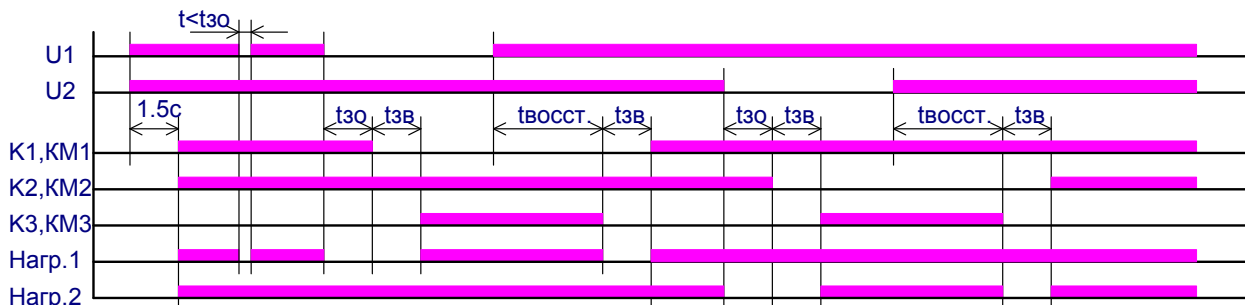 t<tзо
U1
U2
1.5с tзо tзв tвосст. tзв tзо tзв tвосст. tзв
К1,КМ1
К2,КМ2
К3,КМ3
Нагр.1
Нагр.2